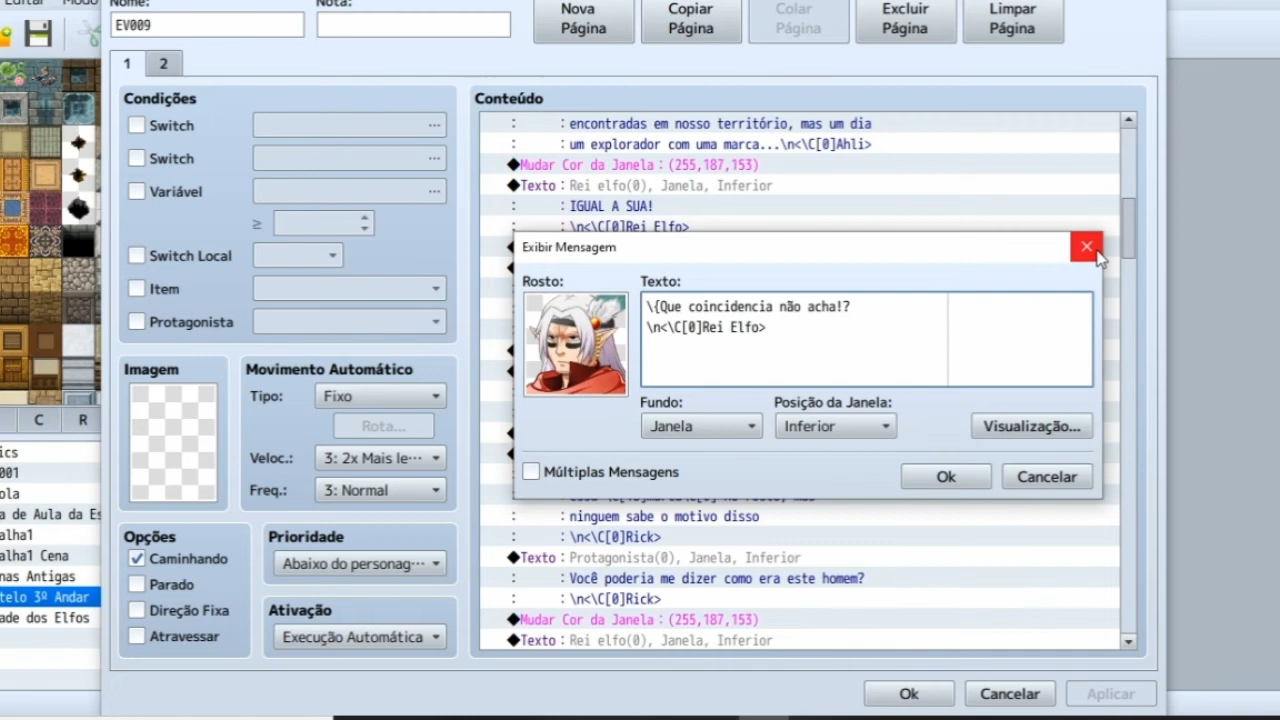 Editar Modo
Nome:
Nota:
EV009
Nova Página
Copiar Página
Colar Página
Excluir Página
Limpar Página
1 2
Condições
Switch ...
Switch ...
Variável ...
≥
Switch Local
Item
Protagonista
Imagem
Movimento Automático
Tipo: Fixo
Rota...
Veloc.: 3: 2x Mais le···
Freq.: 3: Normal
Opções
Caminhando
Parado
Direção Fixa
Atravessar
Prioridade
Abaixo do personag···
Ativação
Execução Automática
Conteúdo
: : encontradas em nosso território, mas um dia
: : um explorador com uma marca...\n<\C[0]Ahli>
◆Mudar Cor da Janela : (255,187,153)
◆Texto : Rei elfo(0), Janela, Inferior
: : IGUAL A SUA!
: : \n<\C[0]Rei Elfo>
Exibir Mensagem
Rosto:
Texto:
\{Que coincidencia não acha!?
\n<\C[0]Rei Elfo>
Fundo:
Janela
Posição da Janela:
Inferior
Visualização...
Múltiplas Mensagens
Ok
Cancelar
: : ninguem sabe o motivo disso
: : \n<\C[0]Rick>
◆Texto : Protagonista(0), Janela, Inferior
: : Você poderia me dizer como era este homem?
: : \n<\C[0]Rick>
◆Mudar Cor da Janela : (255,187,153)
◆Texto : Rei elfo(0), Janela, Inferior
C R
ics
001
ola
a de Aula da Es
alha1
alha1 Cena
nas Antigas
telo 3º Andar
ade dos Elfos
Ok
Cancelar
Aplicar